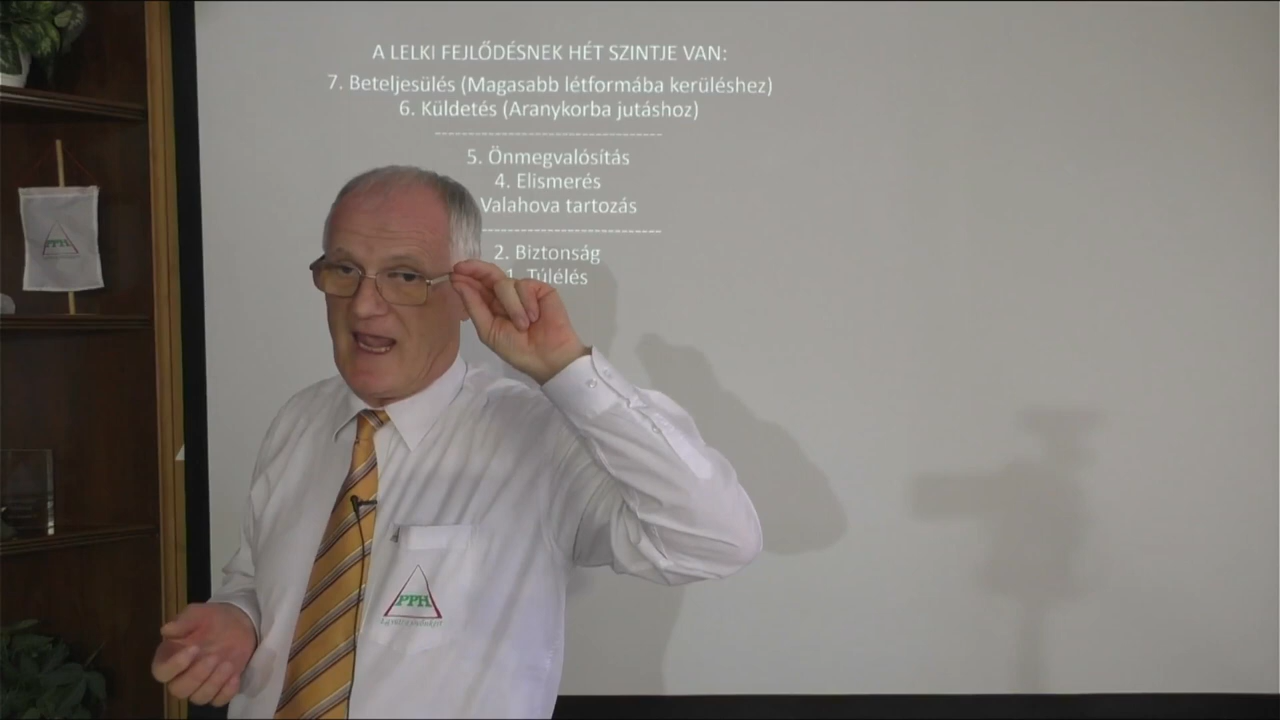 A LELKI FEJLŐDÉSNEK HÉT SZINTJE VAN:
7. Beteljesülés (Magasabb létformába kerüléshez)
6. Küldetés (Aranykorba jutáshoz)
5. Önmegvalósítás
4. Elismerés
Valahova tartozás
2. Biztonság
1. Túlélés
PPH
PPH